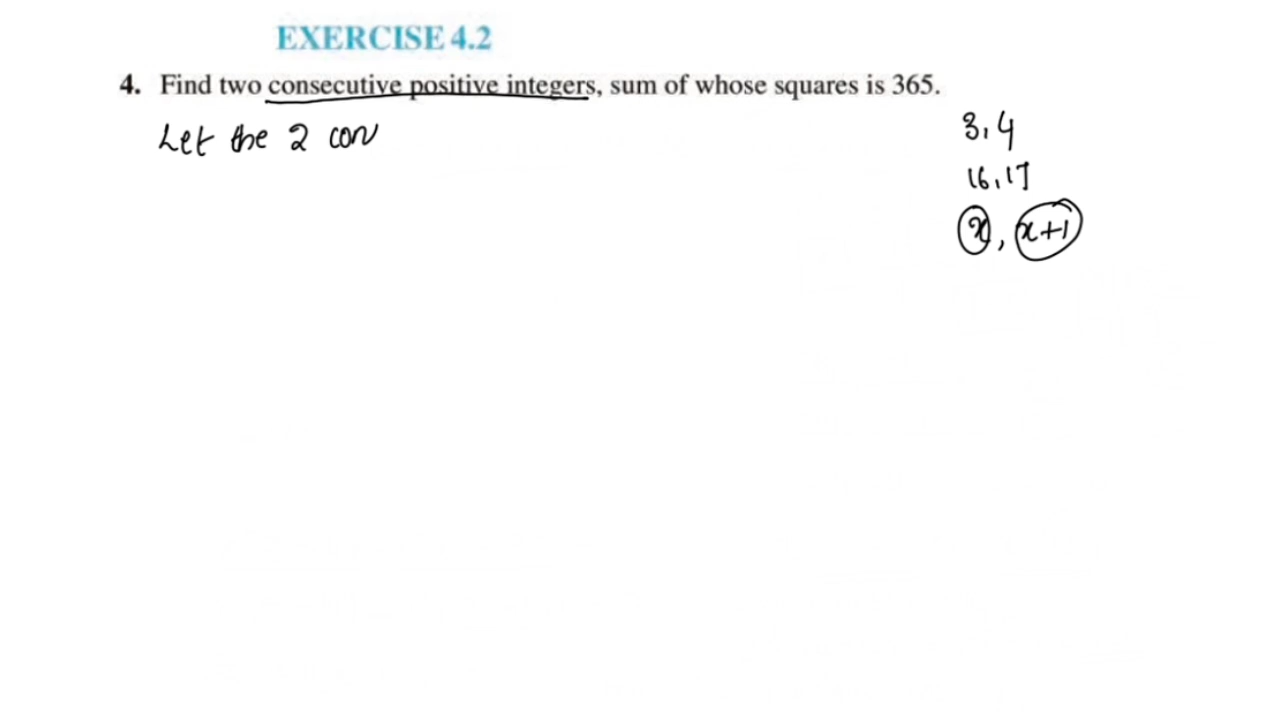 EXERCISE 4.2
4. Find two consecutive positive integers, sum of whose squares is 365.
Let the 2 con
3, 4
16, 17
x, x+1